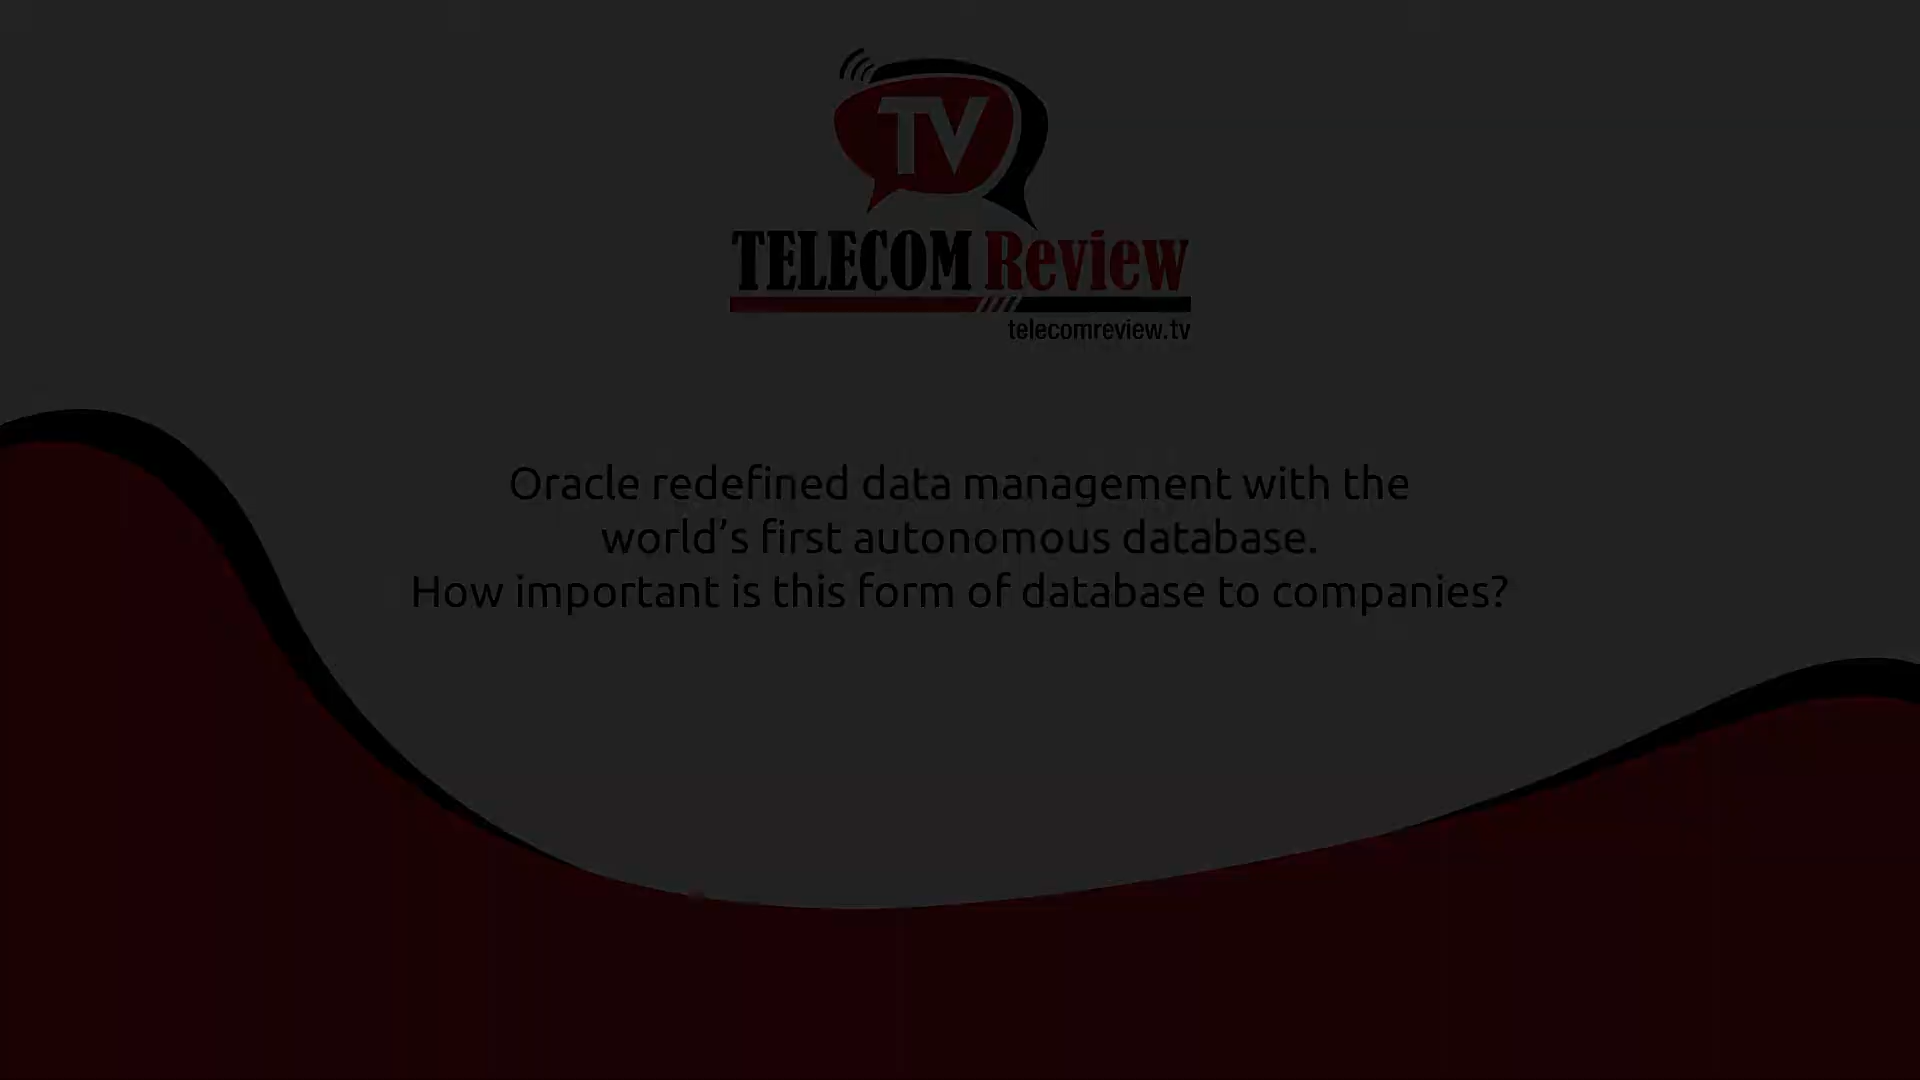 TV
TELECOM Review
telecomreview.tv
Oracle redefined data management with the
world’s first autonomous database.
How important is this form of database to companies?